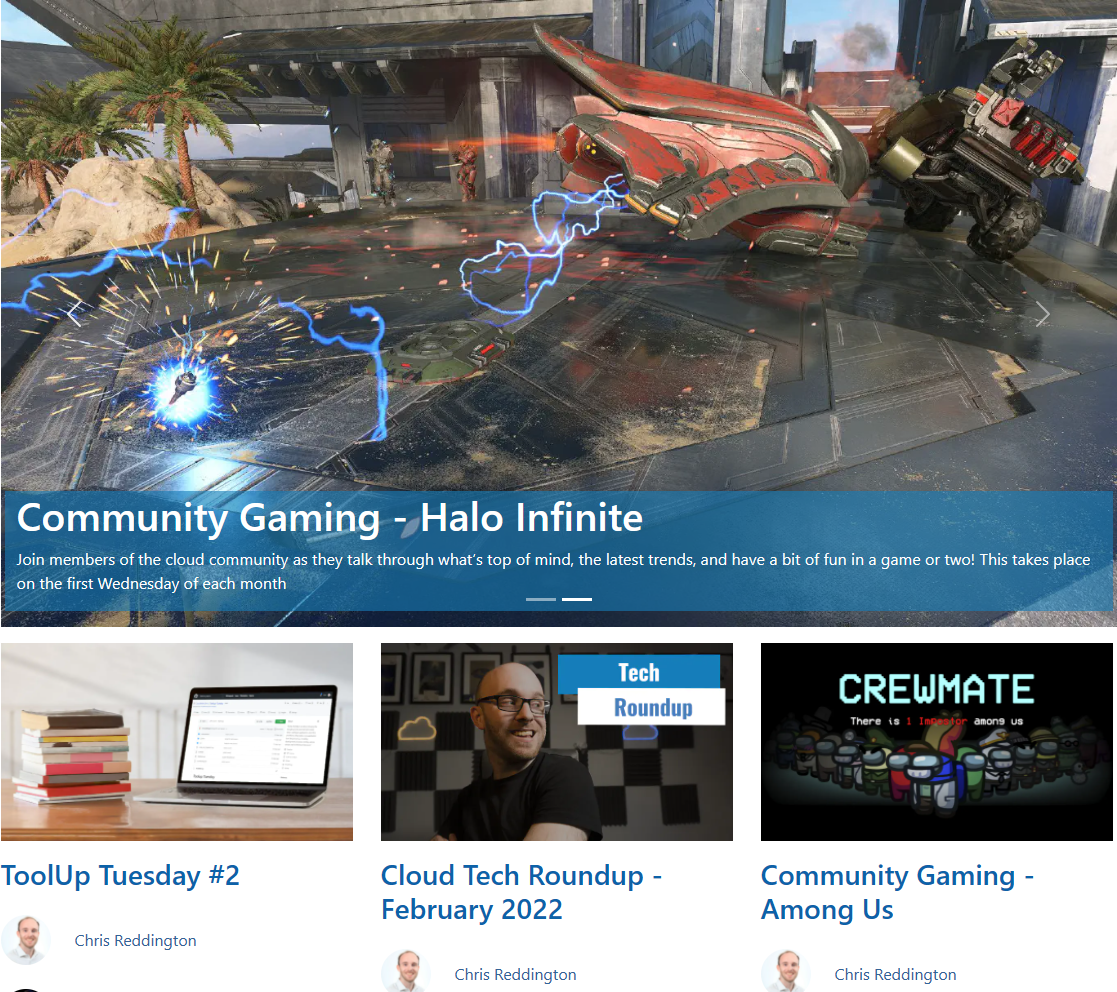 Community Gaming - Halo Infinite
Join members of the cloud community as they talk through what’s top of mind, the latest trends, and have a bit of fun in a game or two! This takes place
on the first Wednesday of each month
Tech
Roundup
CREWMATE
There is 1 Impostor among us
ToolUp Tuesday #2
Cloud Tech Roundup -
February 2022
Community Gaming -
Among Us
Chris Reddington
Chris Reddington
Chris Reddington